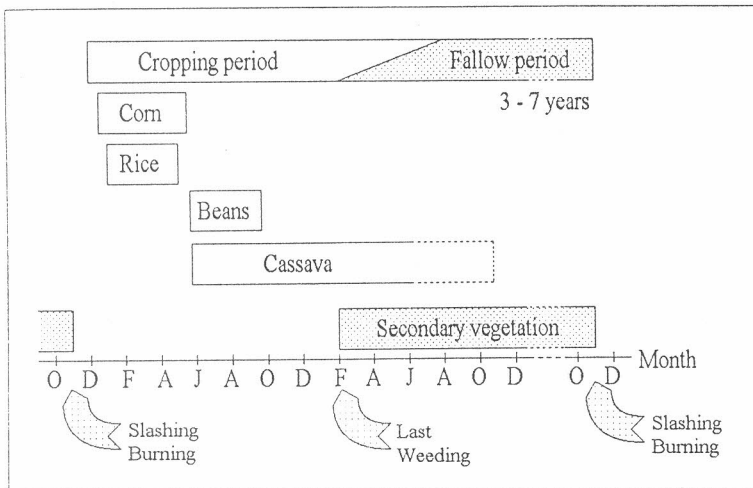 Cropping period Fallow period
3 - 7 years
Corn
Rice
Beans
Cassava
Secondary vegetation
Month
O D F A J A O D F A J A O D O D
Slashing Burning
Last Weeding
Slashing Burning